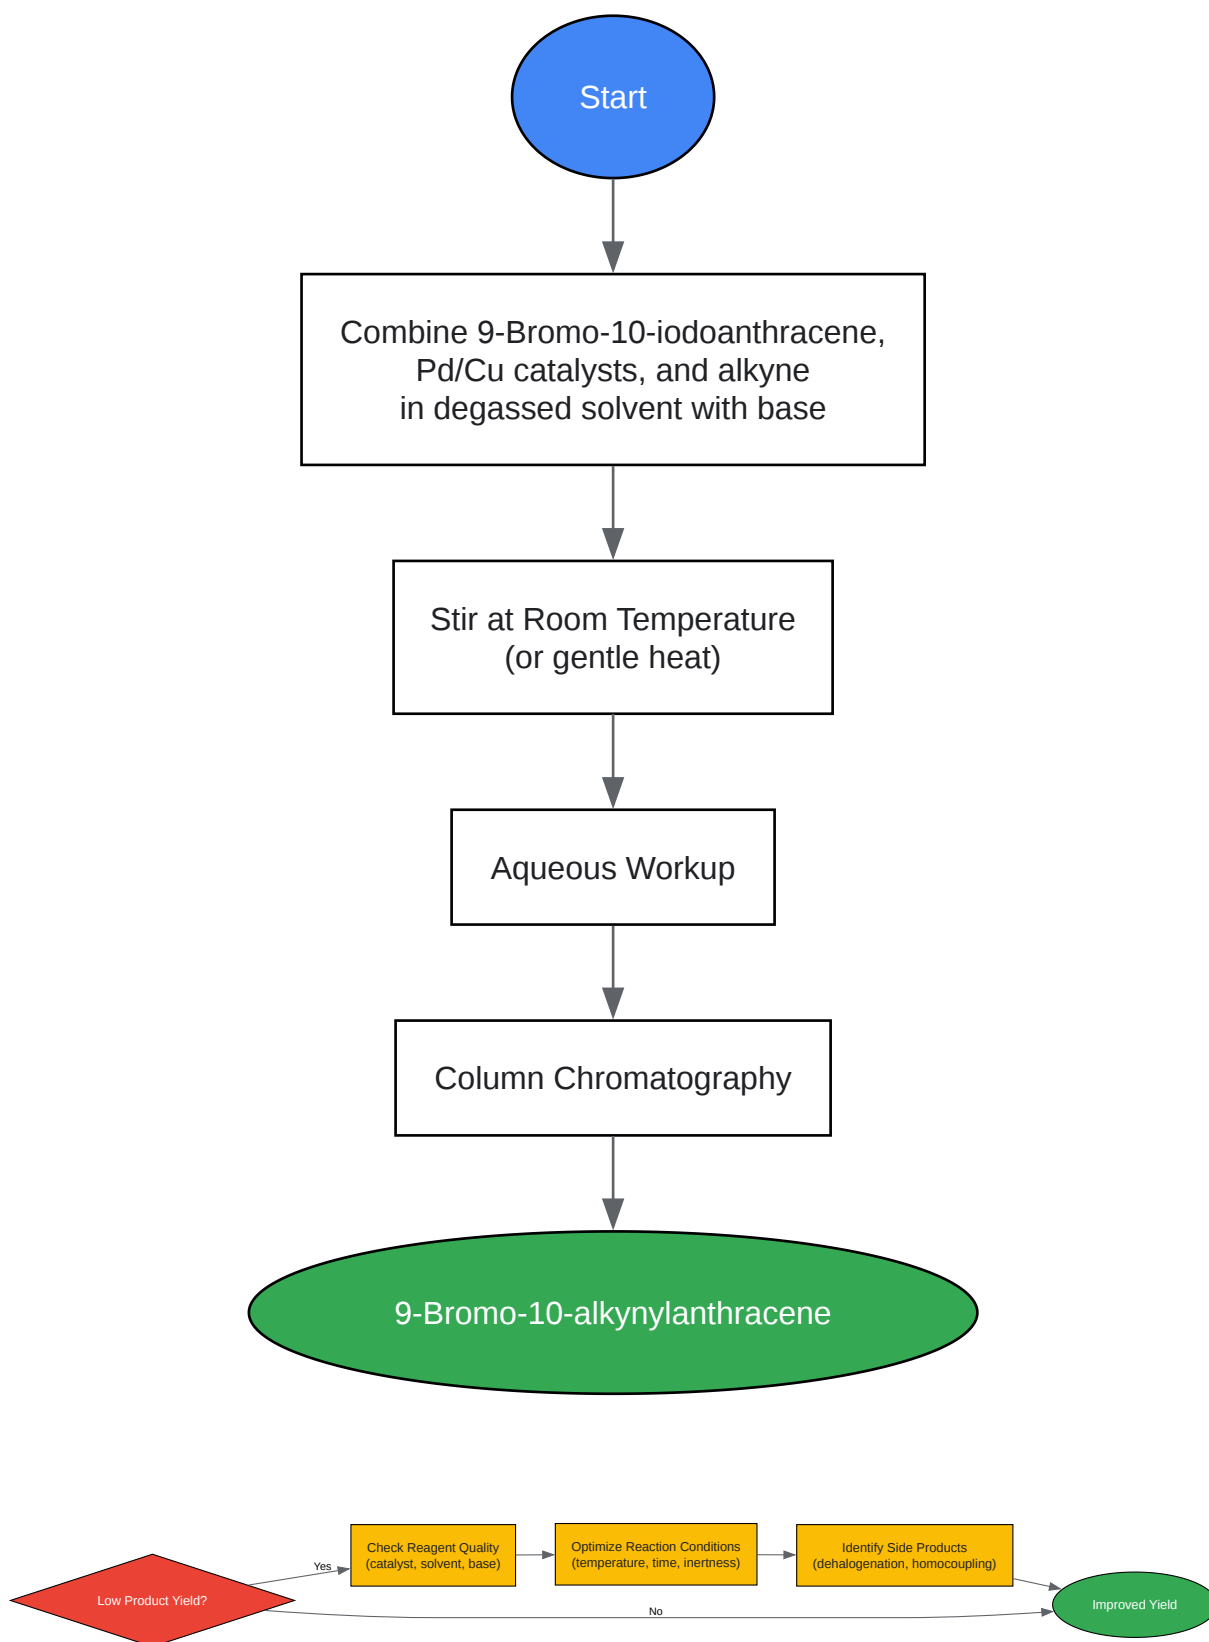 Start
Combine 9-Bromo-10-iodoanthracene,
Pd/Cu catalysts, and alkyne
in degassed solvent with base
Stir at Room Temperature
(or gentle heat)
Aqueous Workup
Column Chromatography
9-Bromo-10-alkynylanthracene
Low Product Yield?
Yes
Check Reagent Quality
(catalyst, solvent, base)
Optimize Reaction Conditions
(temperature, time, inertness)
Identify Side Products
(dehalogenation, homocoupling)
No
Improved Yield